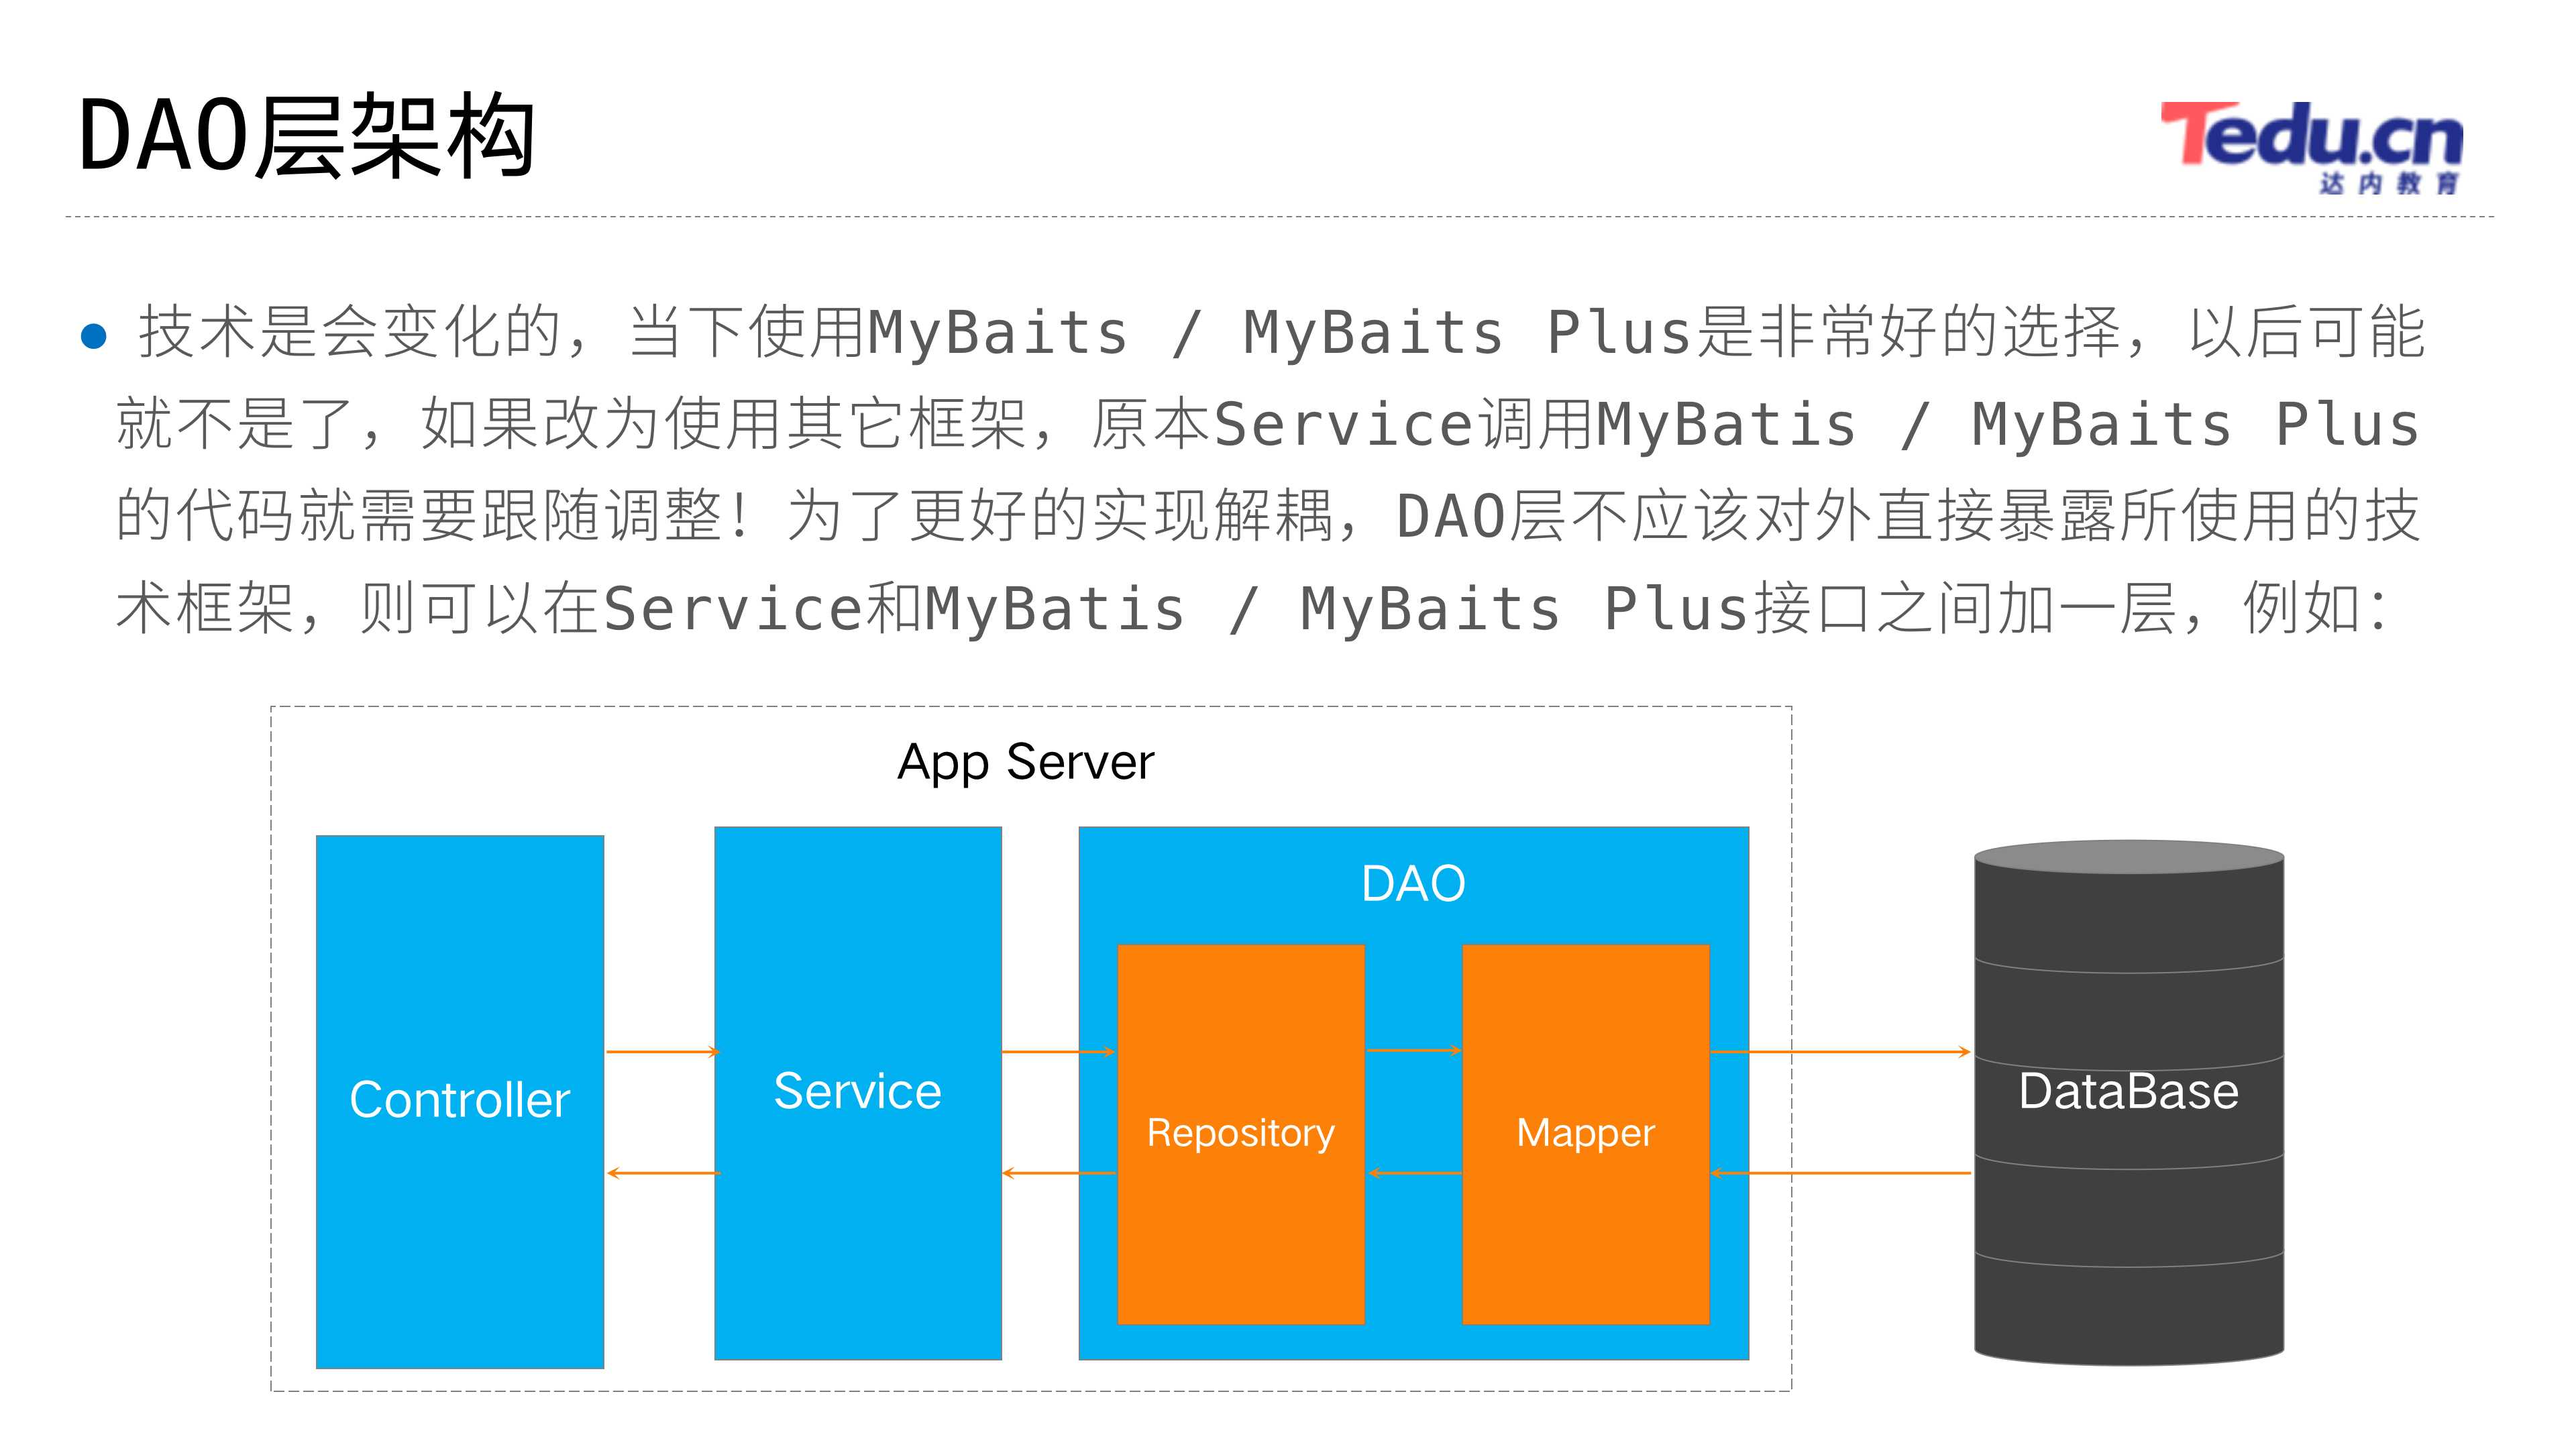 DAO层架构
Tedu.cn
达内教育
技术是会变化的，当下使用MyBaits / MyBaits Plus是非常好的选择，以后可能
就不是了，如果改为使用其它框架，原本Service调用MyBatis / MyBaits Plus
的代码就需要跟随调整！为了更好的实现解耦，DAO层不应该对外直接暴露所使用的技
术框架，则可以在Service和MyBatis / MyBaits Plus接口之间加一层，例如：
App Server
DAO
Controller
Service
Repository
Mapper
DataBase